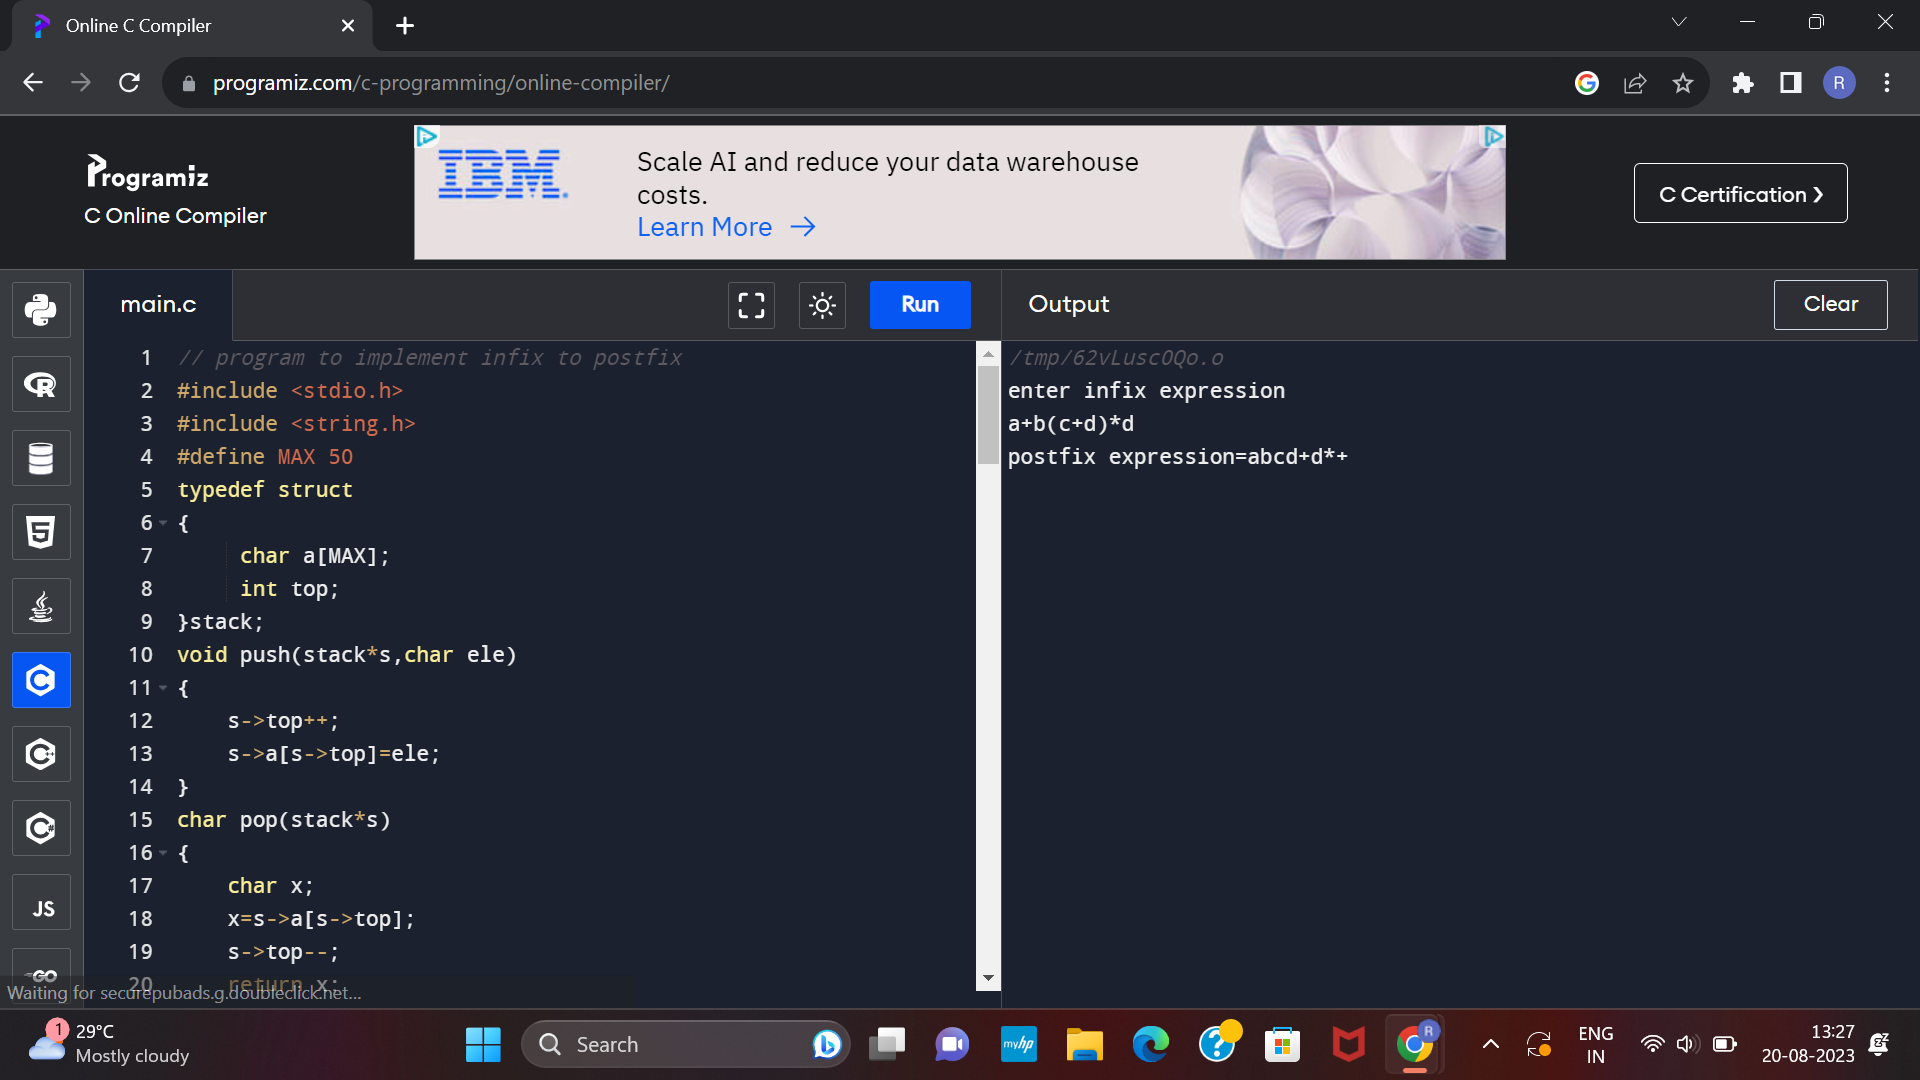 Online C Compiler
programiz.com/c-programming/online-compiler/
R
Programiz
C Online Compiler
IBM.
Scale AI and reduce your data warehouse
costs.
Learn More →
C Certification ❯
main.c
Run
Output
Clear
1 // program to implement infix to postfix
2 #include <stdio.h>
3 #include <string.h>
4 #define MAX 50
5 typedef struct
6 {
7 char a[MAX];
8 int top;
9 }stack;
10 void push(stack*s,char ele)
11 {
12 s->top++;
13 s->a[s->top]=ele;
14 }
15 char pop(stack*s)
16 {
17 char x;
18 x=s->a[s->top];
19 s->top--;
20 return x;
/tmp/62vLuscOQo.o
enter infix expression
a+b(c+d)*d
postfix expression=abcd+d*+
JS
GO
Waiting for securepubads.g.doubleclick.net...
1
29°C
Mostly cloudy
Search
myhp
R
ENG
IN
13:27
20-08-2023